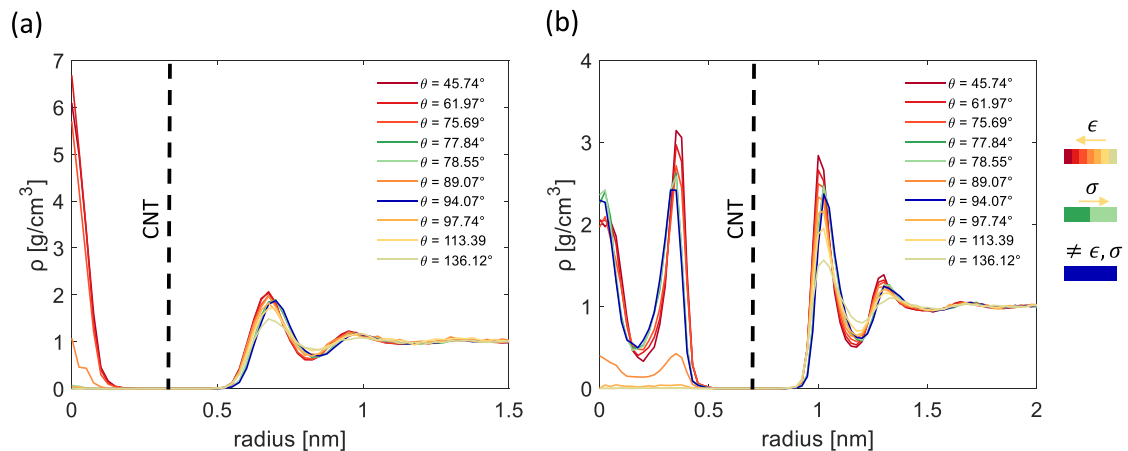 (a)
ρ [g/cm³]
7
6
5
4
3
2
1
0
CNT
θ = 45.74°
θ = 61.97°
θ = 75.69°
θ = 77.84°
θ = 78.55°
θ = 89.07°
θ = 94.07°
θ = 97.74°
θ = 113.39
θ = 136.12°
0 0.5 1 1.5
radius [nm]
(b)
ρ [g/cm³]
4
3
2
1
0
CNT
θ = 45.74°
θ = 61.97°
θ = 75.69°
θ = 77.84°
θ = 78.55°
θ = 89.07°
θ = 94.07°
θ = 97.74°
θ = 113.39
θ = 136.12°
0 0.5 1 1.5 2
radius [nm]
ϵ
σ
≠ ϵ, σ